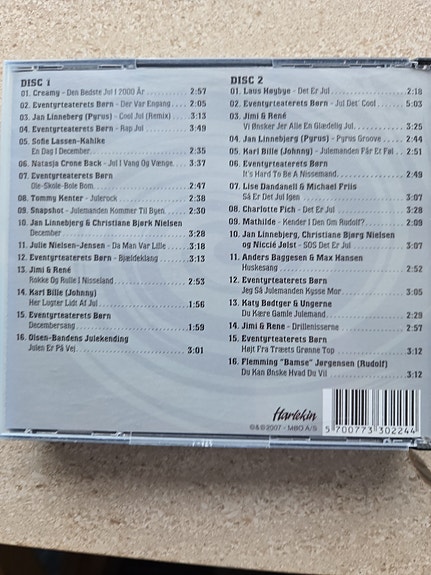 DISC 1
01. Creamy - Den Bedste Jul I 2000 År 2:57
02. Eventyrteaterets Børn - Der Var Engang 2:05
03. Jan Linneberg (Pyrus) - Cool Jul (Remix) 3:13
04. Eventyrteaterets Børn - Rap Jul 3:49
05. Sofie Lassen-Kahlke
En Dag I December 2:35
06. Natasja Crone Back - Jul I Vang Og Vænge 3:37
07. Eventyrteaterets Børn
Ole-Skole-Bole Bom 2:47
08. Tommy Kenter - Julerock 2:38
09. Snapshot - Julemanden Kommer Til Byen 2:30
10. Jan Linnebjerg & Christiane Bjørk Nielsen
December 3:28
11. Julie Nielsen-Jensen - Da Man Var Lille 3:18
12. Eventyrteaterets Børn - Bjældeklang 3:13
13. Jimi & René
Rokke Og Rulle I Nisseland 2:53
14. Karl Bille (Johnny)
Her Lugter Lidt Af Jul 1:56
15. Eventyrteaterets Børn
Decembersang 1:59
16. Olsen-Bandens Julekending
Julen Er På Vej 3:01
DISC 2
01. Laus Høybye - Det Er Jul 2:18
02. Eventyrteaterets Børn - Jul Det' Cool 5:03
03. Jimi & René
Vi Ønsker Jer Alle En Glædelig Jul 3:25
04. Jan Linnebjerg (Pyrus) - Pyrus Groove 2:44
05. Karl Bille (Johnny) - Julemanden Får Er Føl 2:51
06. Eventyrteaterets Børn
It's Hard To Be A Nissemand 2:49
07. Lise Dandanell & Michael Friis
Så Er Det Jul Igen 3:07
08. Charlotte Pich - Det Er Jul 3:28
09. Mathilde - Kender I Den Om Rudolf? 2:09
10. Jan Linnebjerg, Christiane Bjørg Nielsen
og Niccié Jølst - SOS Det Er Jul 3:07
11. Anders Baggesen & Max Hansen
Huskesang 2:52
12. Eventyrteaterets Børn
Jeg Så Julemanden Kysse Mor 3:05
13. Katy Bødtger & Ungerne
Du Kære Gamle Julemand 2:29
14. Jimi & Rene - Drillenisserne 2:57
15. Eventyrteaterets Børn
Højt Fra Træets Grønne Top 3:12
16. Flemming "Bamse" Jørgensen (Rudolf)
Du Kan Ønske Hvad Du Vil 3:12
Harlekin
℗&©2007 - MBO A/S
5 700773 302244